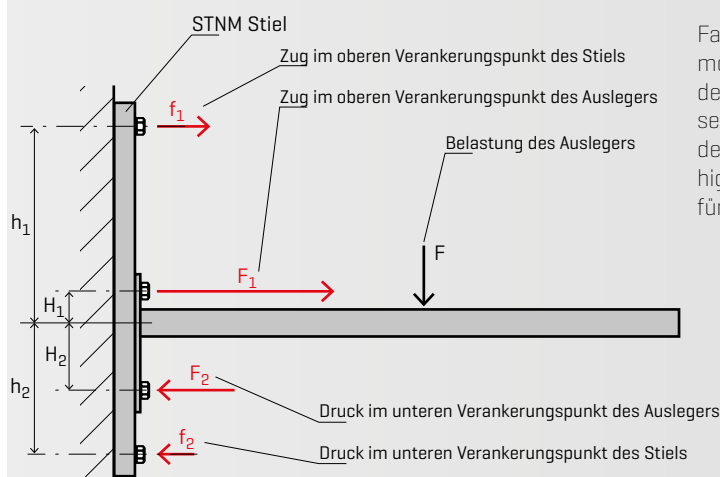 STNM Stiel
Zug im oberen Verankerungspunkt des Stiels
f₁
Zug im oberen Verankerungspunkt des Auslegers
Belastung des Auslegers
h₁
F
F₁
H₁
H₂
h₂
F₂
Druck im unteren Verankerungspunkt des Auslegers
f₂
Druck im unteren Verankerungspunkt des Stiels